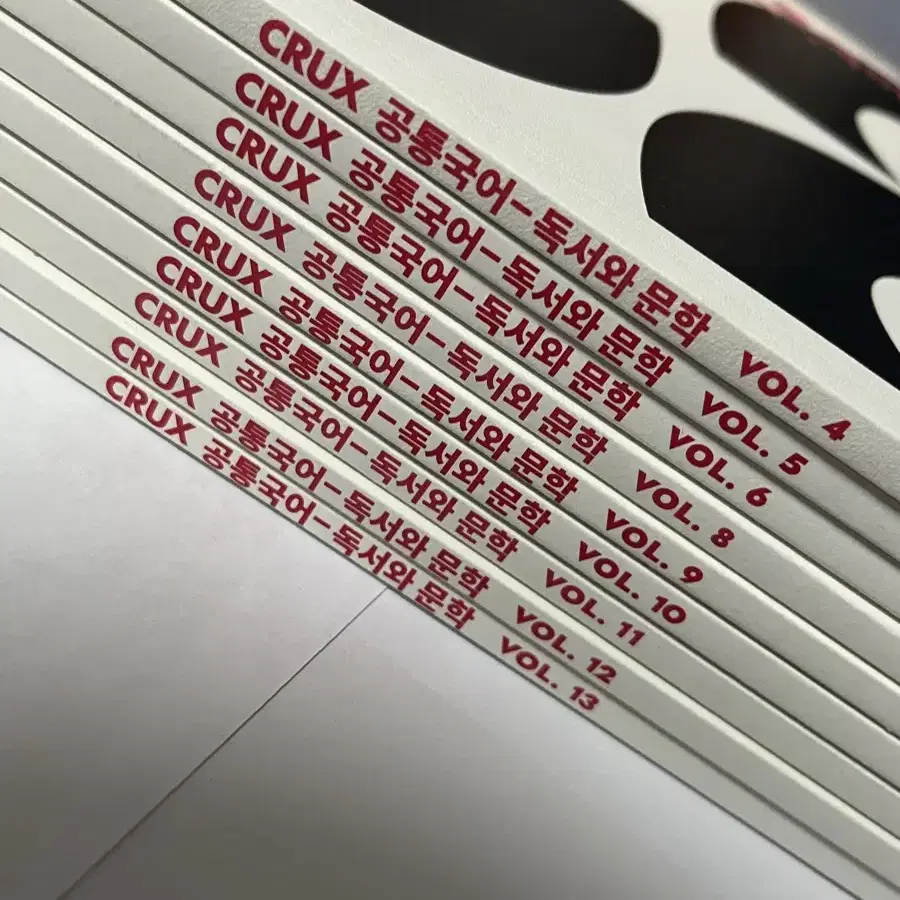 CRUX 공통국어-독서와 문학 VOL. 4
CRUX 공통국어-독서와 문학 VOL. 5
CRUX 공통국어-독서와 문학 VOL. 6
CRUX 공통국어-독서와 문학 VOL. 8
CRUX 공통국어-독서와 문학 VOL. 9
CRUX 공통국어-독서와 문학 VOL. 10
CRUX 공통국어-독서와 문학 VOL. 11
CRUX 공통국어-독서와 문학 VOL. 12
CRUX 공통국어-독서와 문학 VOL. 13